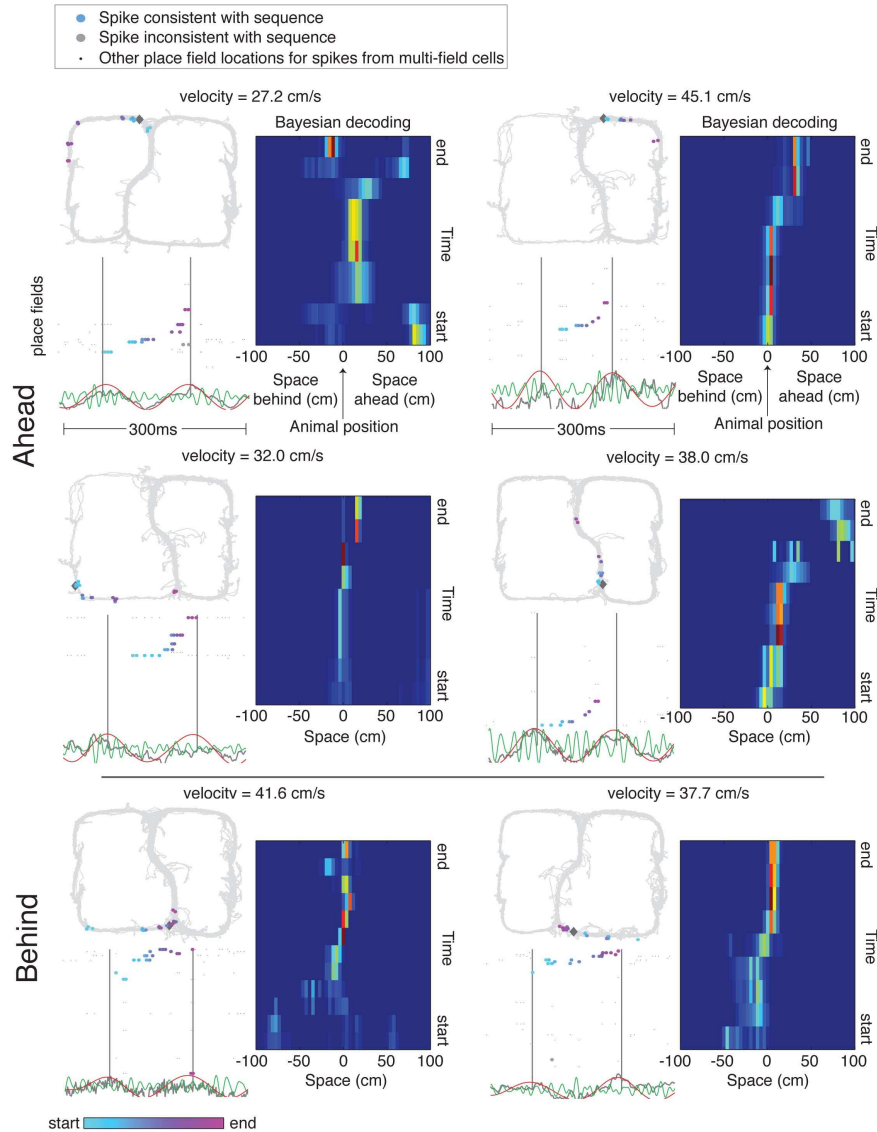 Spike consistent with sequence
Spike inconsistent with sequence
Other place field locations for spikes from multi-field cells
velocity = 27.2 cm/s
velocity = 45.1 cm/s
Bayesian decoding
Bayesian decoding
end
Time
start
end
Time
start
place fields
-100 -50 0 50 100
-100 -50 0 50 100
Space behind (cm)
Space ahead (cm)
Space behind (cm)
Space ahead (cm)
300ms
Animal position
300ms
Animal position
Ahead
velocity = 32.0 cm/s
velocity = 38.0 cm/s
end
Time
start
end
Time
start
-100 -50 0 50 100
-100 -50 0 50 100
Space (cm)
Space (cm)
Behind
velocity = 41.6 cm/s
velocity = 37.7 cm/s
end
Time
start
end
Time
start
-100 -50 0 50 100
-100 -50 0 50 100
Space (cm)
Space (cm)
start end